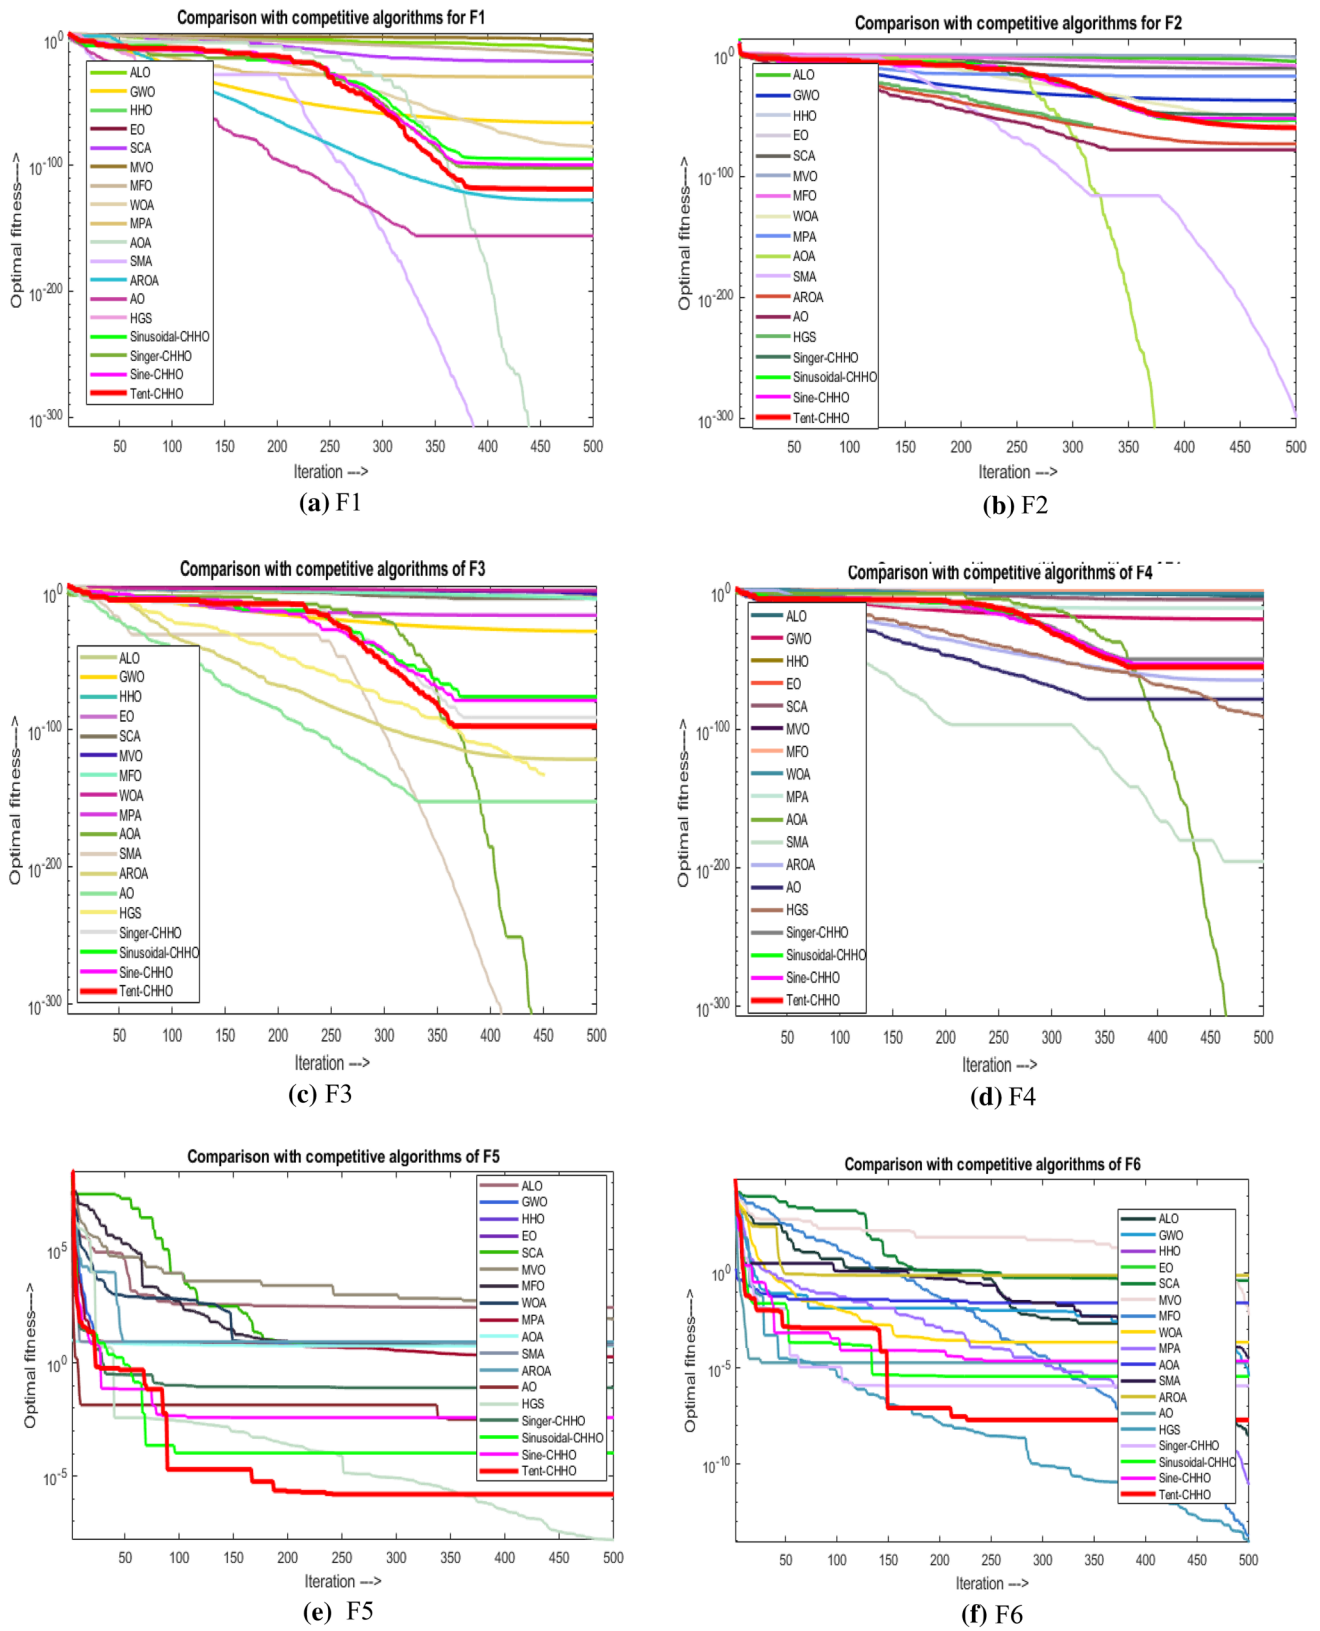 Comparison with competitive algorithms for F1
10^0
10^-100
10^-200
10^-300
Optimal fitness--->
ALO
GWO
HHO
EO
SCA
MVO
MFO
WOA
MPA
AOA
SMA
AROA
AO
HGS
Sinusoidal-CHHO
Singer-CHHO
Sine-CHHO
Tent-CHHO
50 100 150 200 250 300 350 400 450 500
Iteration --->
(a) F1
Comparison with competitive algorithms for F2
10^0
10^-100
10^-200
10^-300
Optimal fitness--->
ALO
GWO
HHO
EO
SCA
MVO
MFO
WOA
MPA
AOA
SMA
AROA
AO
HGS
Singer-CHHO
Sinusoidal-CHHO
Sine-CHHO
Tent-CHHO
50 100 150 200 250 300 350 400 450 500
Iteration --->
(b) F2
Comparison with competitive algorithms of F3
10^0
10^-100
10^-200
10^-300
Optimal fitness--->
ALO
GWO
HHO
EO
SCA
MVO
MFO
WOA
MPA
AOA
SMA
AROA
AO
HGS
Singer-CHHO
Sinusoidal-CHHO
Sine-CHHO
Tent-CHHO
50 100 150 200 250 300 350 400 450 500
Iteration --->
(c) F3
Comparison with competitive algorithms of F4
10^0
10^-100
10^-200
10^-300
Optimal fitness--->
ALO
GWO
HHO
EO
SCA
MVO
MFO
WOA
MPA
AOA
SMA
AROA
AO
HGS
Singer-CHHO
Sinusoidal-CHHO
Sine-CHHO
Tent-CHHO
50 100 150 200 250 300 350 400 450 500
Iteration --->
(d) F4
Comparison with competitive algorithms of F5
10^5
10^0
10^-5
Optimal fitness--->
ALO
GWO
HHO
EO
SCA
MVO
MFO
WOA
MPA
AOA
SMA
AROA
AO
HGS
Singer-CHHO
Sinusoidal-CHHO
Sine-CHHO
Tent-CHHO
50 100 150 200 250 300 350 400 450 500
Iteration --->
(e) F5
Comparison with competitive algorithms of F6
10^0
10^-5
10^-10
Optimal fitness--->
ALO
GWO
HHO
EO
SCA
MVO
MFO
WOA
MPA
AOA
SMA
AROA
AO
HGS
Singer-CHHO
Sinusoidal-CHHO
Sine-CHHO
Tent-CHHO
50 100 150 200 250 300 350 400 450 500
Iteration --->
(f) F6